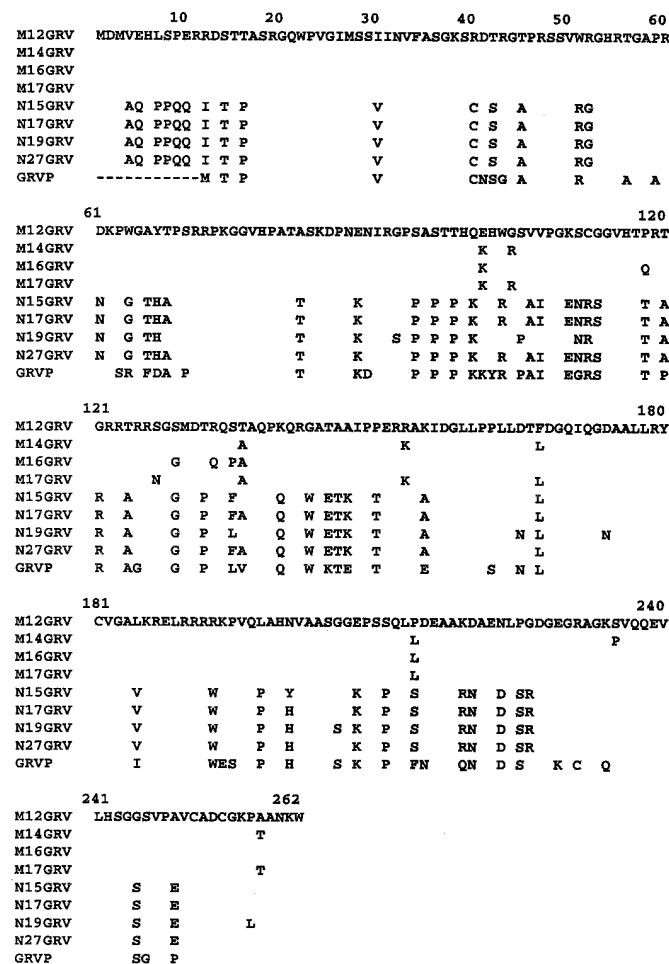 10 20 30 40 50 60
M12GRV MDMVEHLSPERRDSTTASRGQWPVGIMSSIINVFASGKSRDTRGTPRSSVWRGHRTGAPR
M14GRV
M16GRV
M17GRV
N15GRV AQ PPQQ I T P V C S A RG
N17GRV AQ PPQQ I T P V C S A RG
N19GRV AQ PPQQ I T P V C S A RG
N27GRV AQ PPQQ I T P V C S A RG
GRVP -----------M T P V CNSG A R A A
61 120
M12GRV DKPWGAYTPSRRPKGGVHPATASKDPNENIRGPSASTTHQEHWGSVVPGKSCGGVHTPRT
M14GRV K R
M16GRV K Q
M17GRV K R
N15GRV N G THA T K P P P K R AI ENRS T A
N17GRV N G THA T K P P P K R AI ENRS T A
N19GRV N G TH T K S P P P K P NR T A
N27GRV N G THA T K P P P K R AI ENRS T A
GRVP SR FDA P T KD P P P KKYR PAI EGRS T P
121 180
M12GRV GRRTRRSGSMDTRQSTAQPKQRGATAAIPPERRAKIDGLLPPLLDTFDGQIQGDAALLRY
M14GRV A K L
M16GRV G Q PA
M17GRV N A K L
N15GRV R A G P F Q W ETK T A L
N17GRV R A G P FA Q W ETK T A L
N19GRV R A G P L Q W ETK T A N L N
N27GRV R A G P FA Q W ETK T A L
GRVP R AG G P LV Q W KTE T E S N L
181 240
M12GRV CVGALKRELRRRRKPVQLAHNVAASGGEPSSQLPDEAAKDAENLPGDGEGRAGKSVQQEV
M14GRV L P
M16GRV L
M17GRV L
N15GRV V W P Y K P S RN D SR
N17GRV V W P H K P S RN D SR
N19GRV V W P H S K P S RN D SR
N27GRV V W P H K P S RN D SR
GRVP I WES P H S K P FN QN D S K C Q
241 262
M12GRV LHSGGSVPAVCADCGKPAANKW
M14GRV T
M16GRV
M17GRV T
N15GRV S E
N17GRV S E
N19GRV S E L
N27GRV S E
GRVP SG P